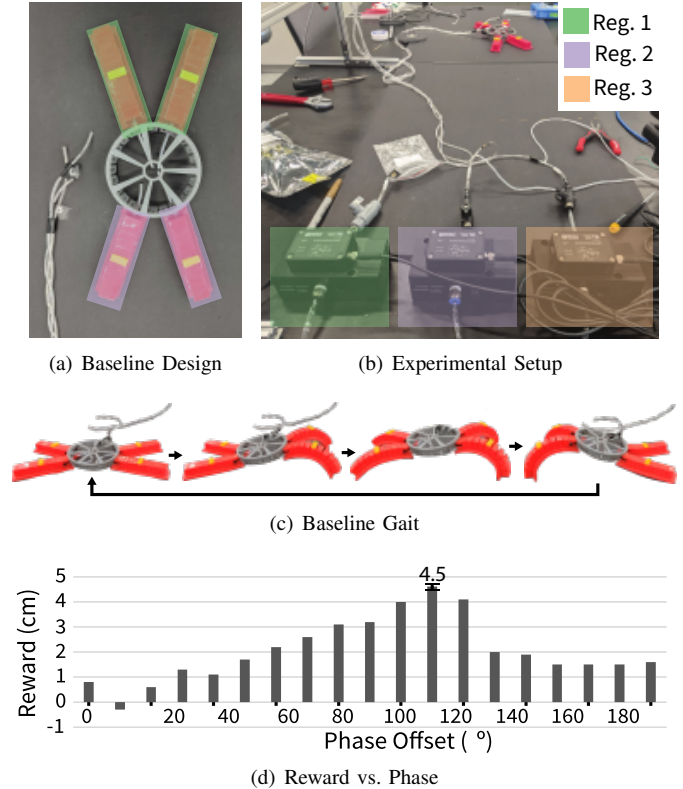 Reg. 1
Reg. 2
Reg. 3
(a) Baseline Design
(b) Experimental Setup
(c) Baseline Gait
4.5
5
4
3
2
1
0
-1
Reward (cm)
0 20 40 60 80 100 120 140 160 180
Phase Offset ( º)
(d) Reward vs. Phase